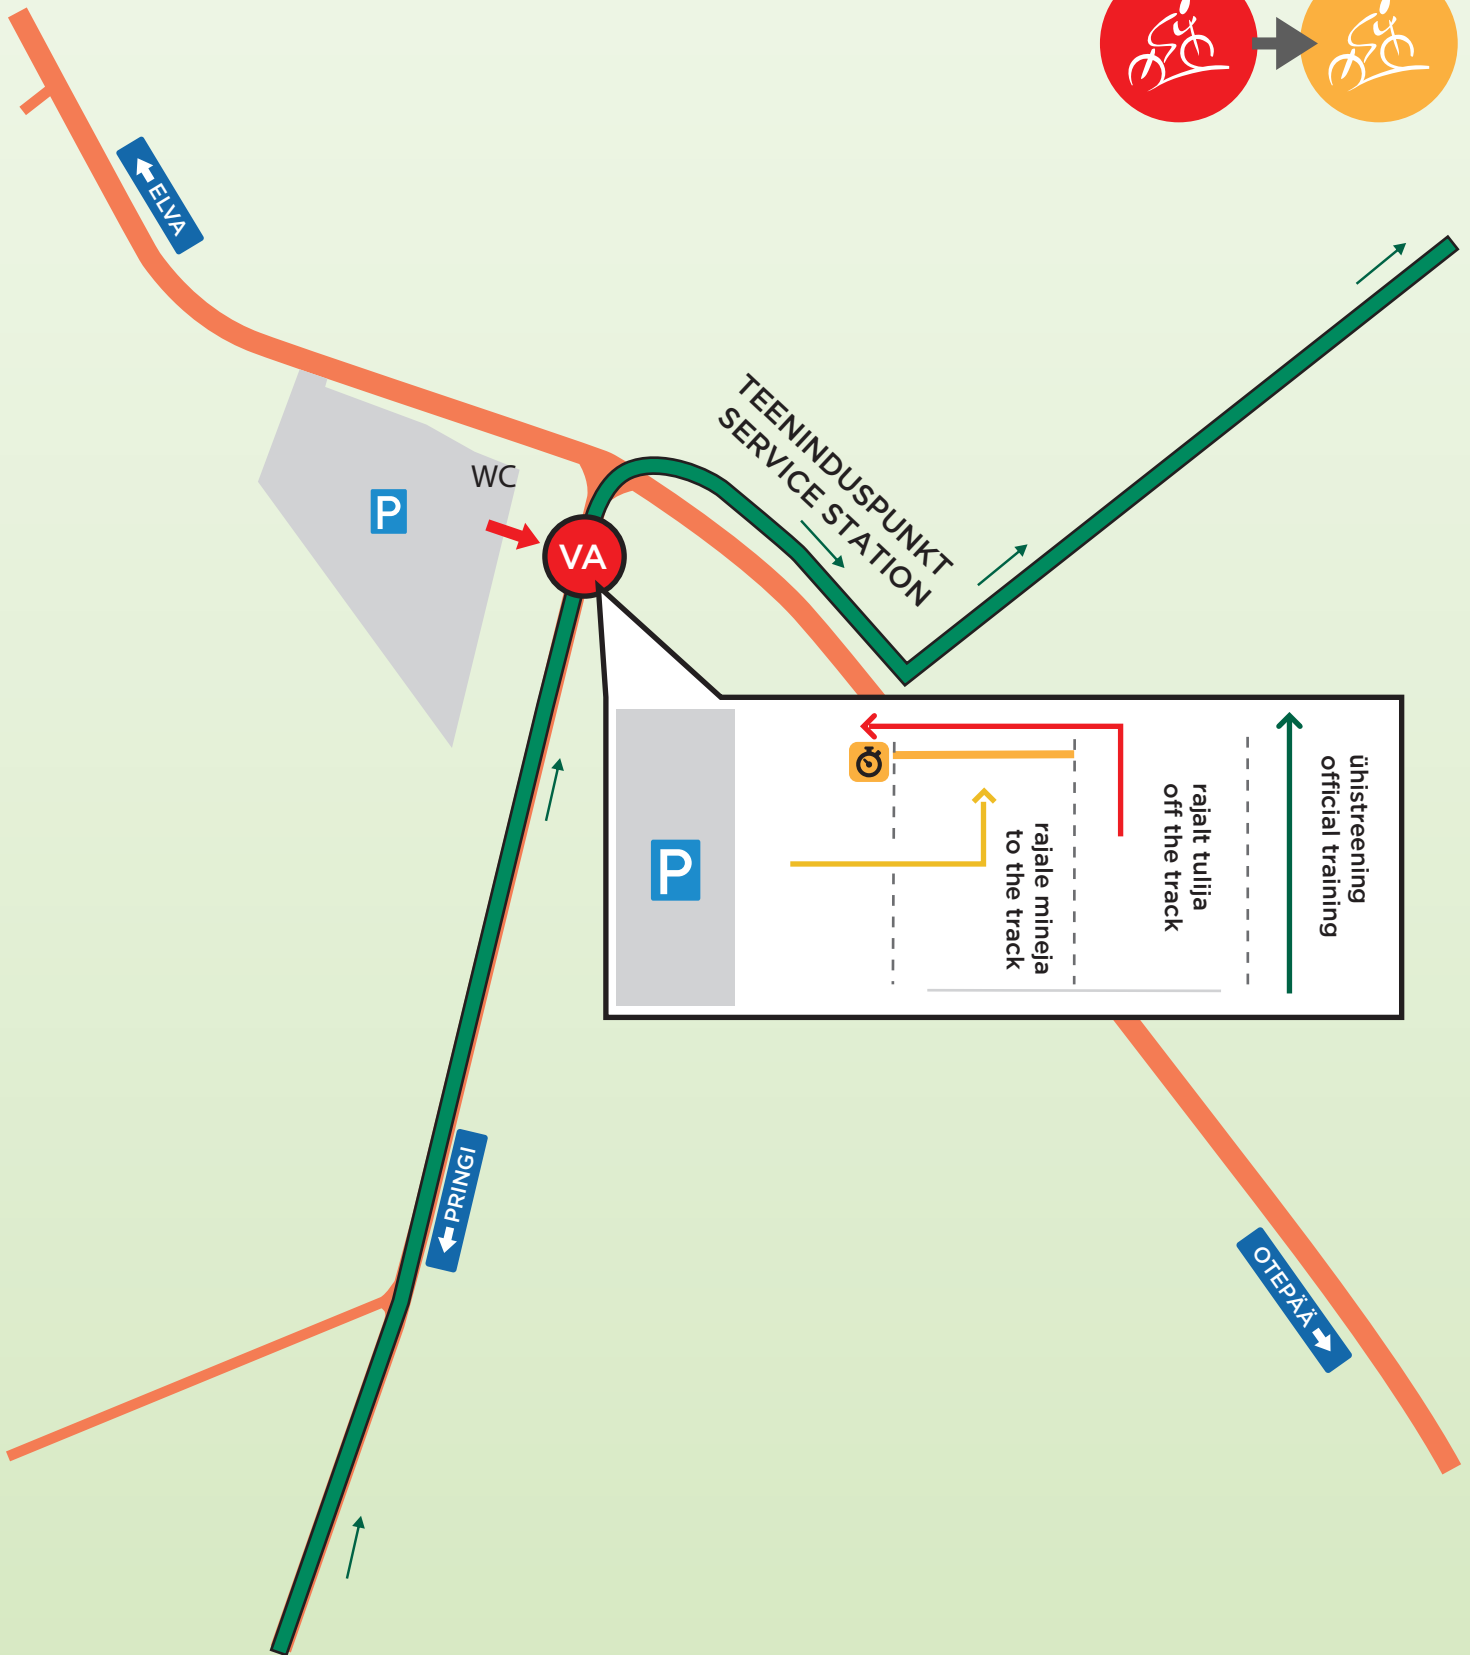 ELVA
TEENINDUSPUNKT
SERVICE STATION
WC
P
VA
P
rajale mineja
to the track
rajalt tulija
off the track
ühistreening
official training
PRINGI
OTEPÄÄ